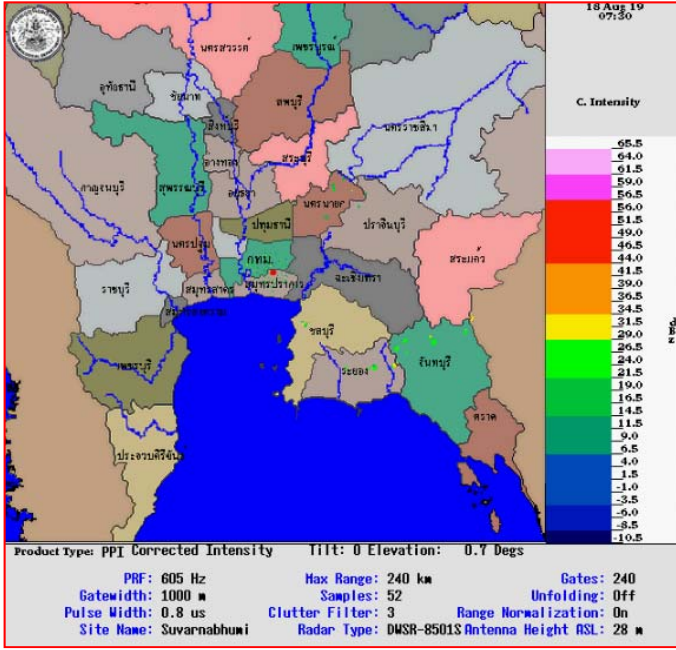 18 Aug 19
07:30
C. Intensity
นครสวรรค์
เพชรบูรณ์
อุทัยธานี
ชัยนาท
ลพบุรี
สิงหบุรี
นครราชสีมา
อ่างทอง
สระบุรี
กาญจนบุรี
สุพรรณบุรี
อยุธยา
นครนายก
ปราจีนบุรี
ปทุมธานี
นครปฐม
กทม.
สระแก้ว
ราชบุรี
สมุทรสาคร
สมุทรปราการ
ฉะเชิงเทรา
ชลบุรี
เพชรบุรี
ระยอง
จันทบุรี
ตราด
ประจวบคีรีขันธ์
65.5
64.0
61.5
59.0
56.5
56.0
51.5
49.0
46.5
44.0
41.5
39.0
36.5
34.5
31.5
29.0
26.5
24.0
21.5
19.0
16.5
14.5
11.5
9.0
6.5
4.0
1.5
-1.0
-3.5
-6.0
-8.5
-10.5
Product Type: PPI Corrected Intensity Tilt: 0 Elevation: 0.7 Degs
PRF: 605 Hz Max Range: 240 km Gates: 240
Gatewidth: 1000 m Samples: 52 Unfolding: Off
Pulse Width: 0.8 us Clutter Filter: 3 Range Normalization: On
Site Name: Suvarnabhumi Radar Type: DWSR-8501S Antenna Height ASL: 28 m